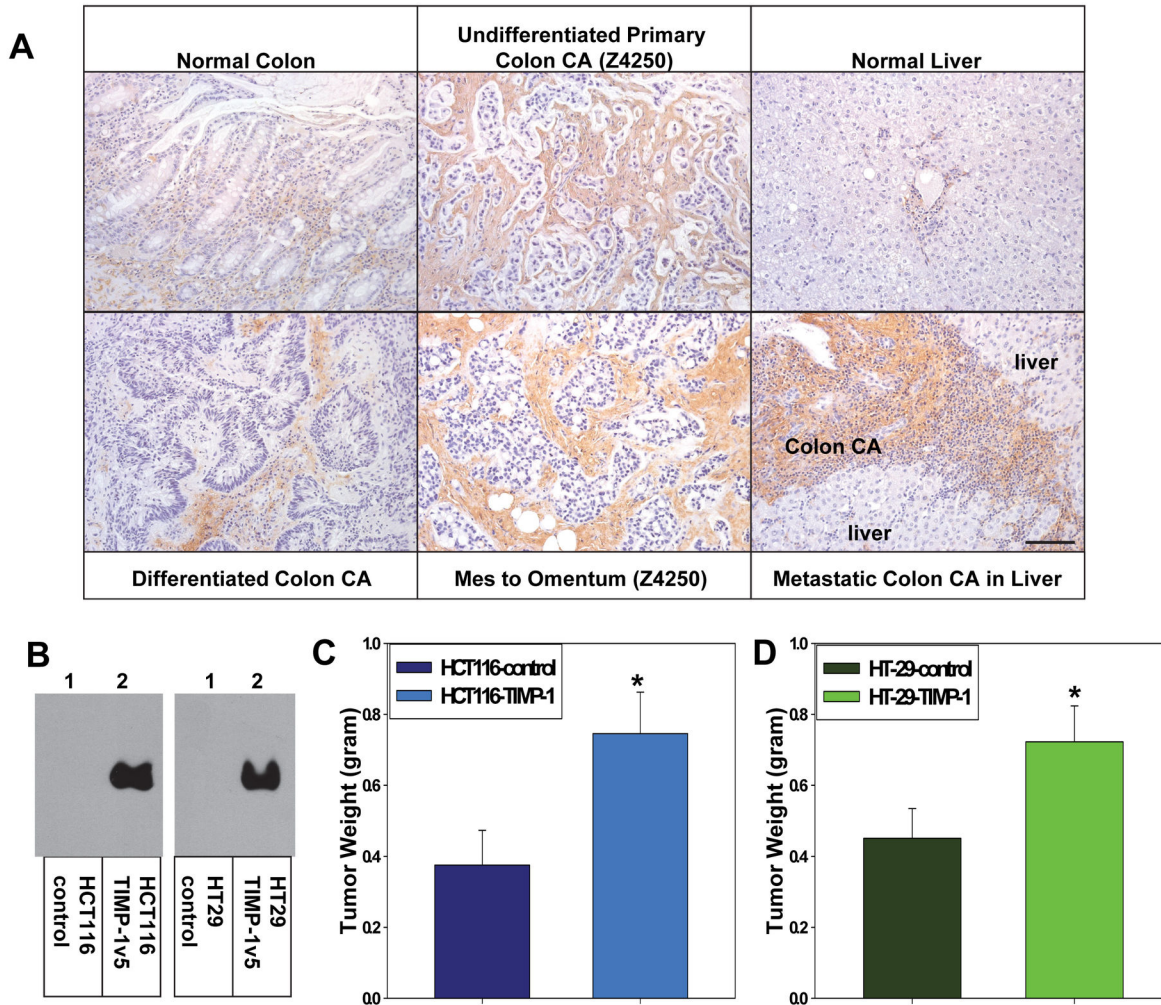 A
Normal Colon
Undifferentiated Primary
Colon CA (Z4250)
Normal Liver
liver
Colon CA
liver
Differentiated Colon CA
Mes to Omentum (Z4250)
Metastatic Colon CA in Liver
B
1 2
1 2
HCT116
control
HCT116
TIMP-1v5
HT29
control
HT29
TIMP-1v5
C
Tumor Weight (gram)
1.0
0.8
0.6
0.4
0.2
0.0
HCT116-control
HCT116-TIMP-1
*
D
Tumor Weight (gram)
1.0
0.8
0.6
0.4
0.2
0.0
HT-29-control
HT-29-TIMP-1
*